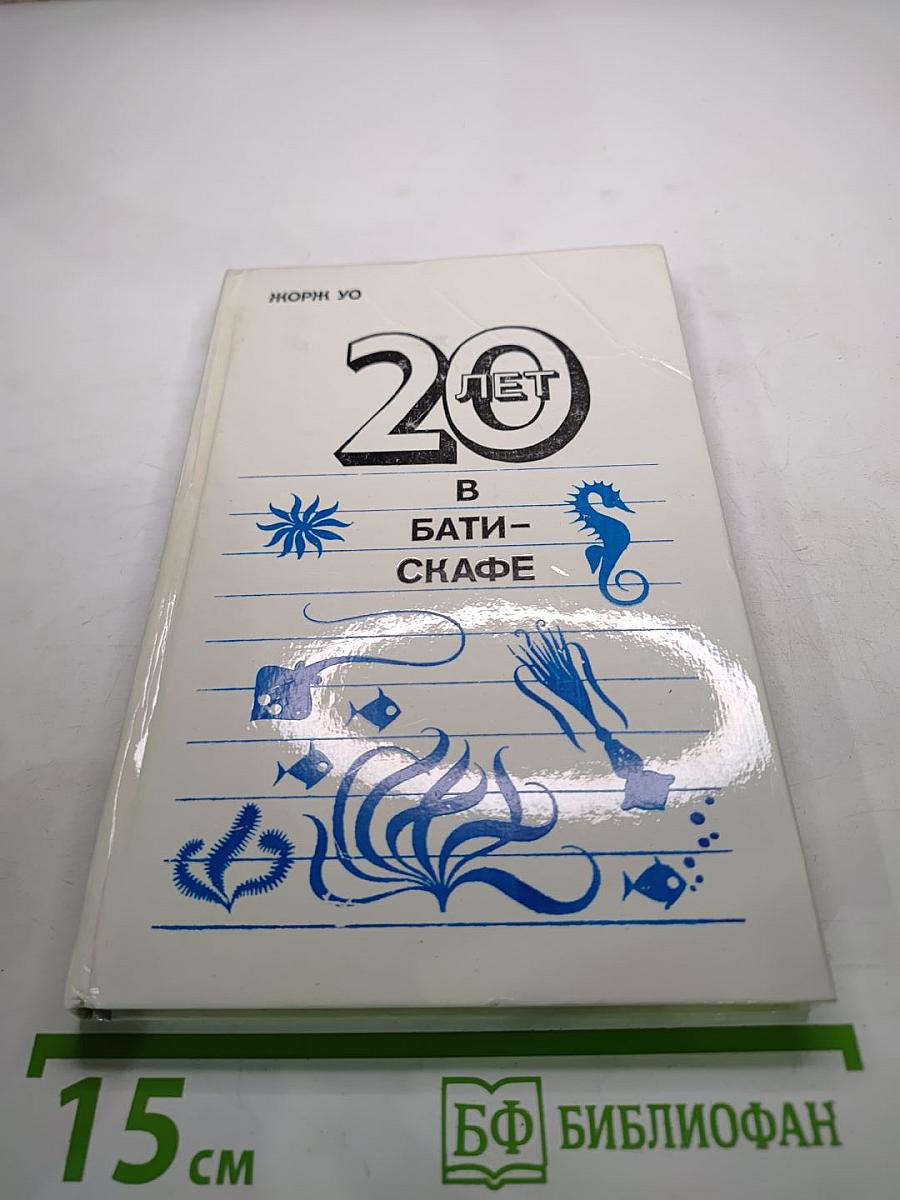 ЖОРЖ УО
20
ЛЕТ
В
БАТИ-
СКАФЕ
15 см
БФ БИБЛИОФАН